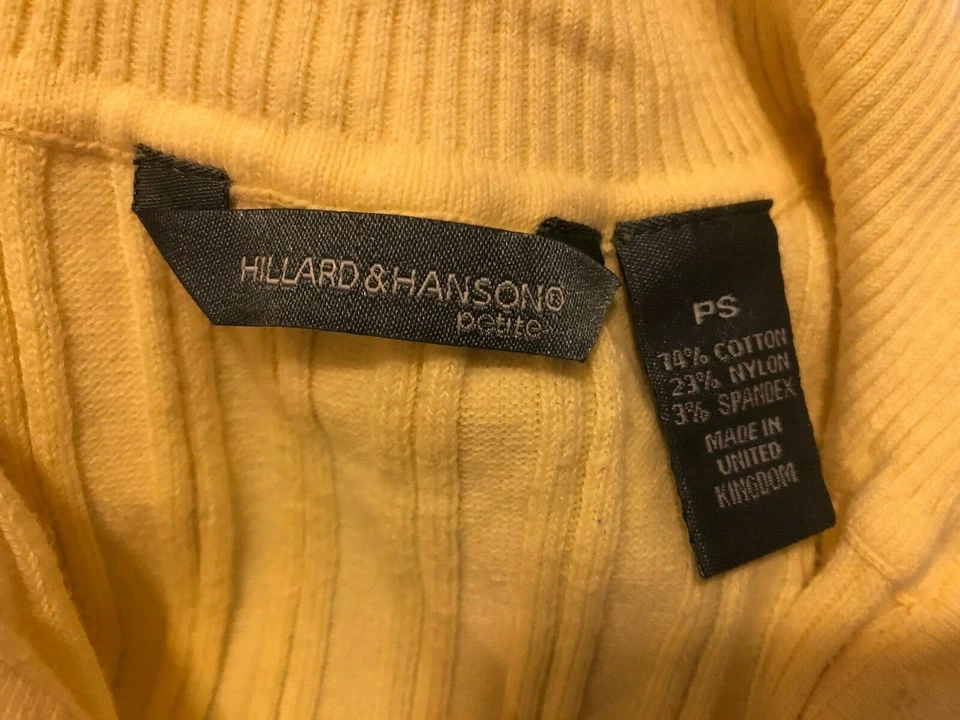 HILLARD & HANSON®
petite
PS
74% COTTON
23% NYLON
3% SPANDEX
MADE IN
UNITED
KINGDOM